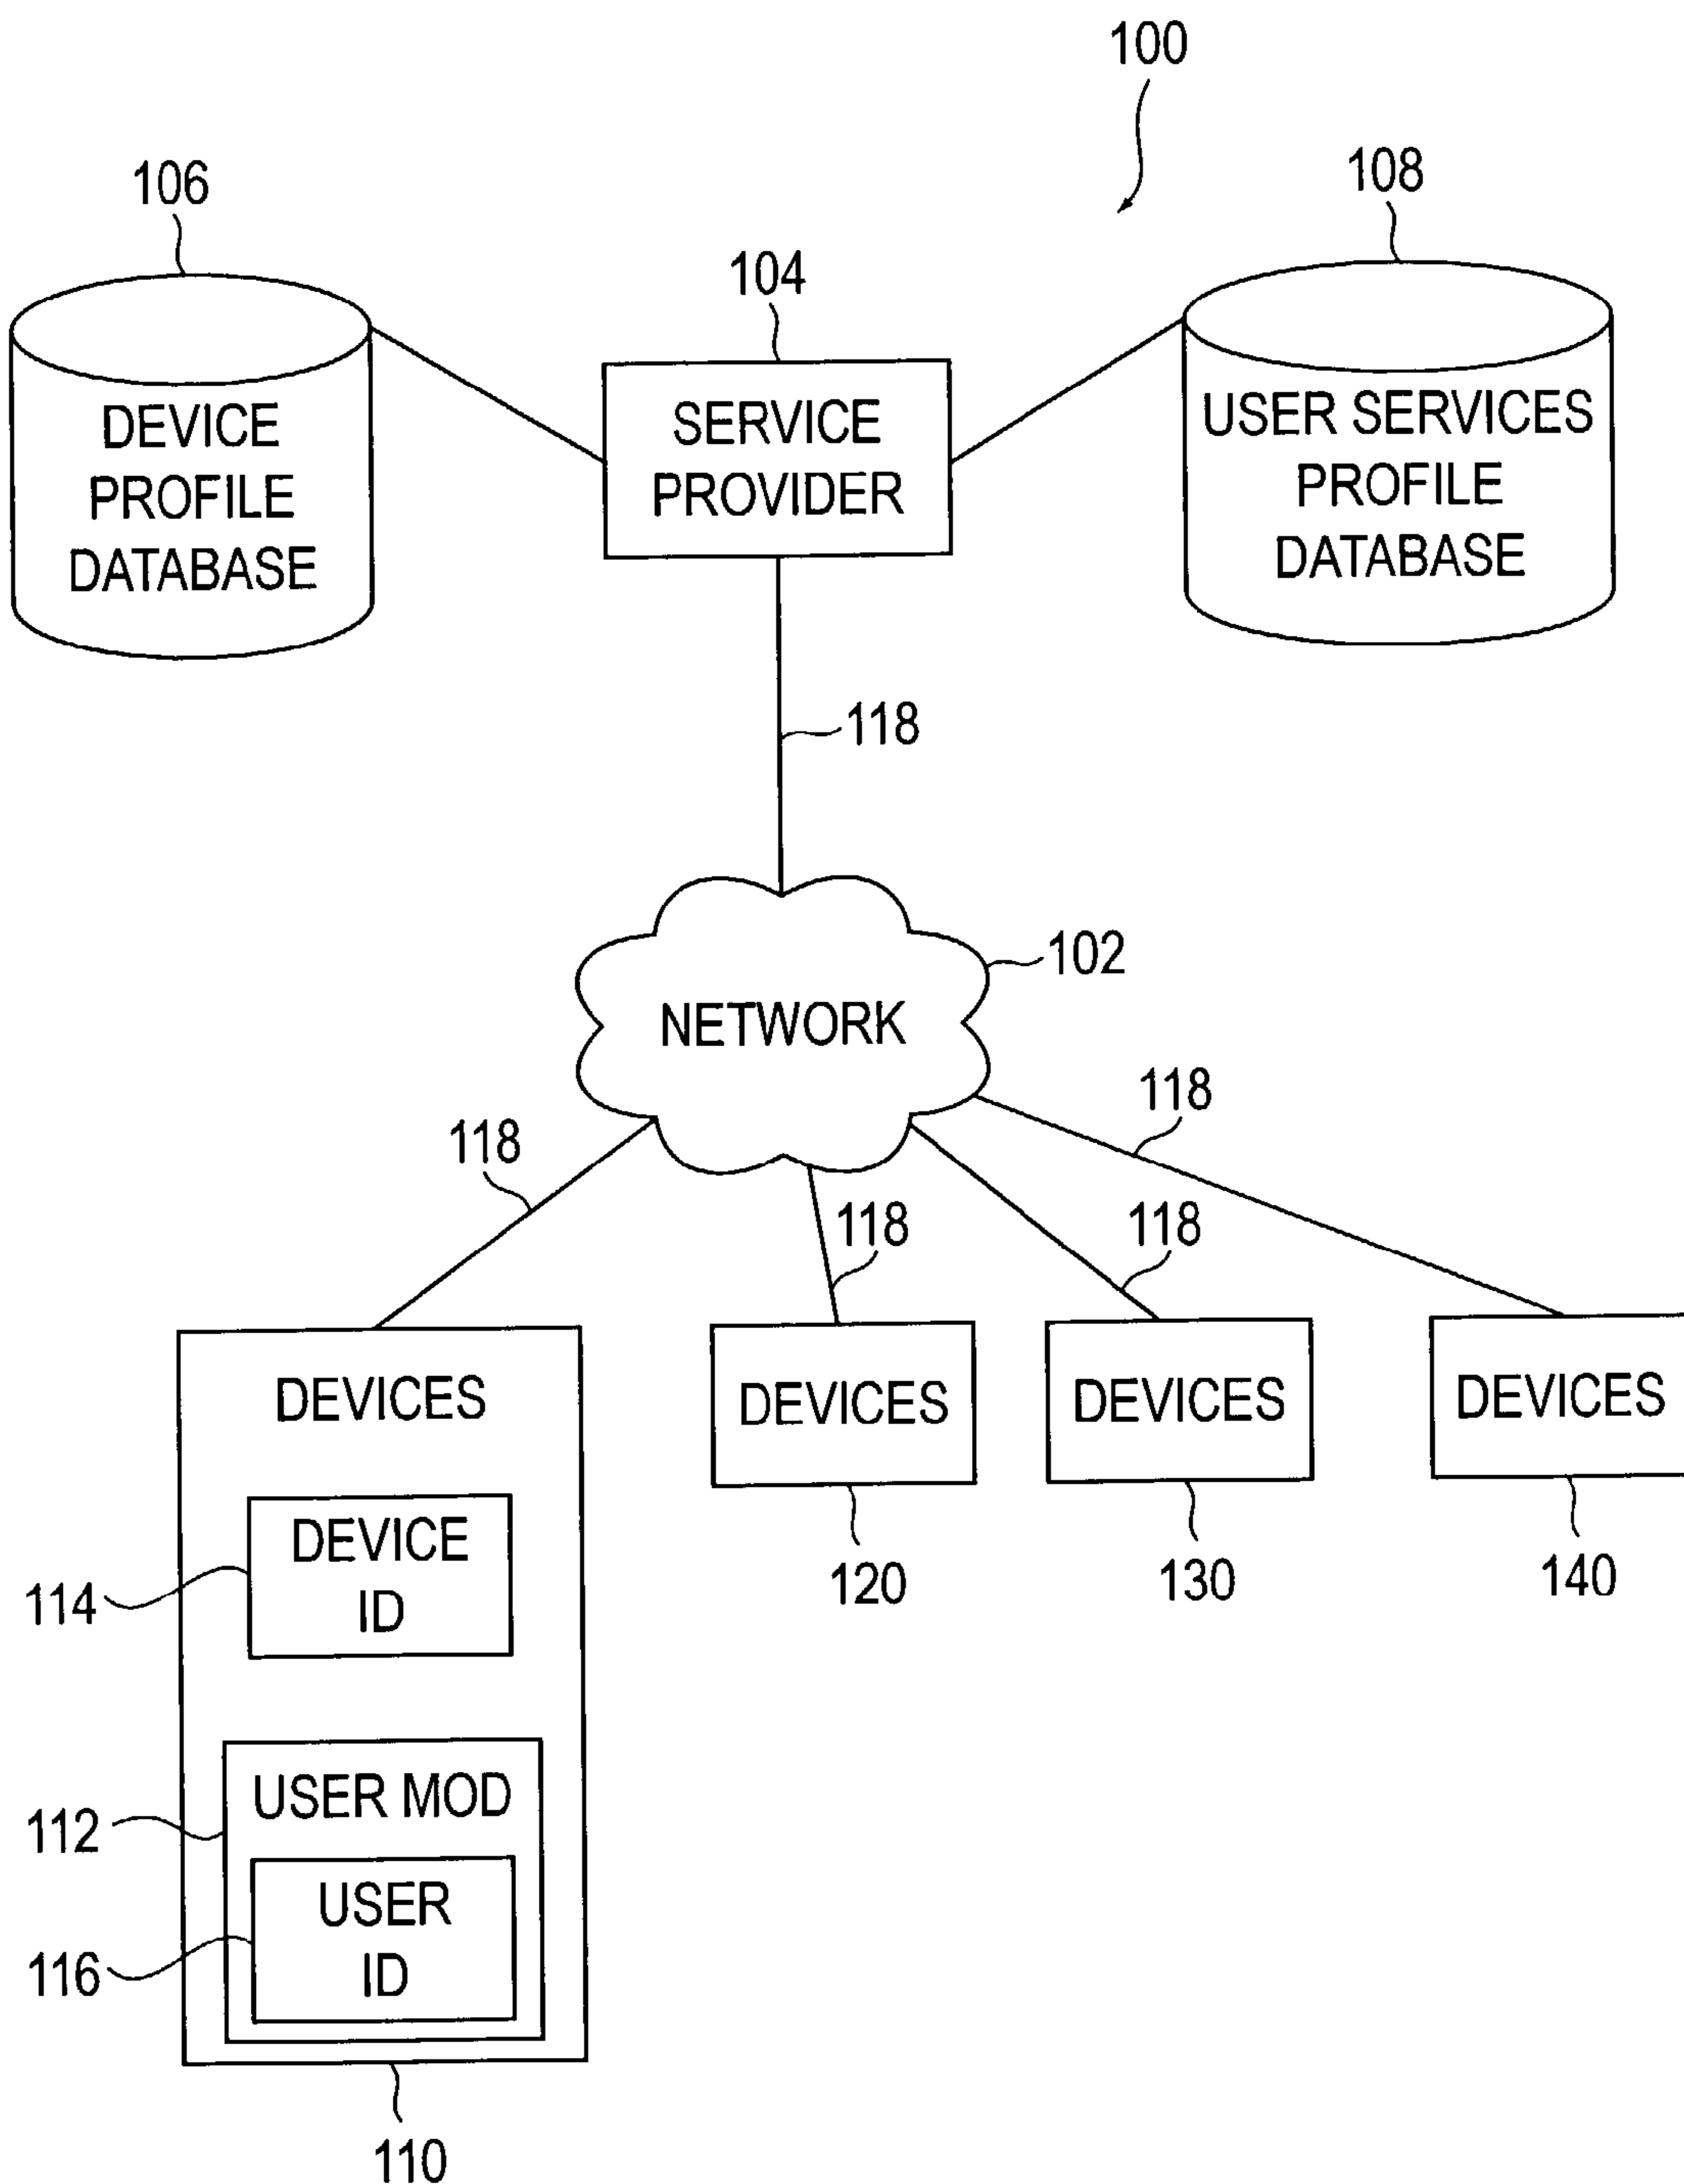 100
106
108
104
DEVICE
PROFILE
DATABASE
SERVICE
PROVIDER
USER SERVICES
PROFILE
DATABASE
118
102
NETWORK
118
118
118
118
DEVICES
DEVICES
DEVICES
DEVICES
DEVICE
ID
114
120
130
140
USER MOD
112
USER
ID
116
110